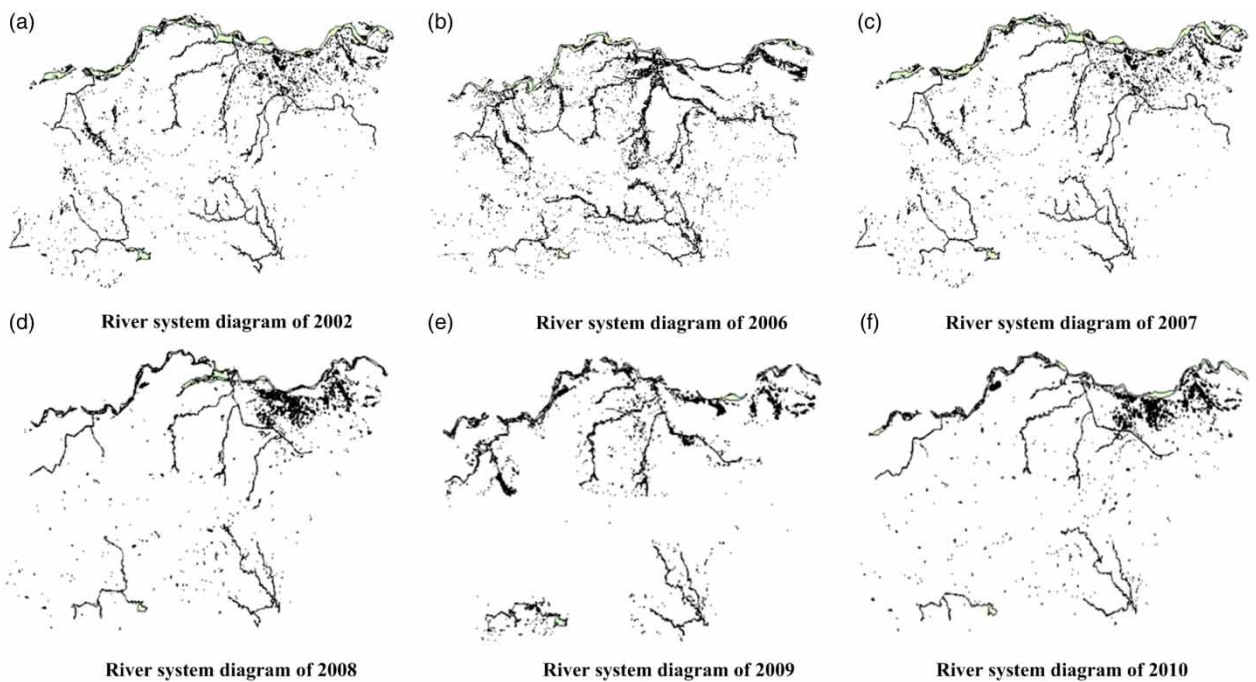 (a)
(b)
(c)
River system diagram of 2002
River system diagram of 2006
River system diagram of 2007
(d)
(e)
(f)
River system diagram of 2008
River system diagram of 2009
River system diagram of 2010